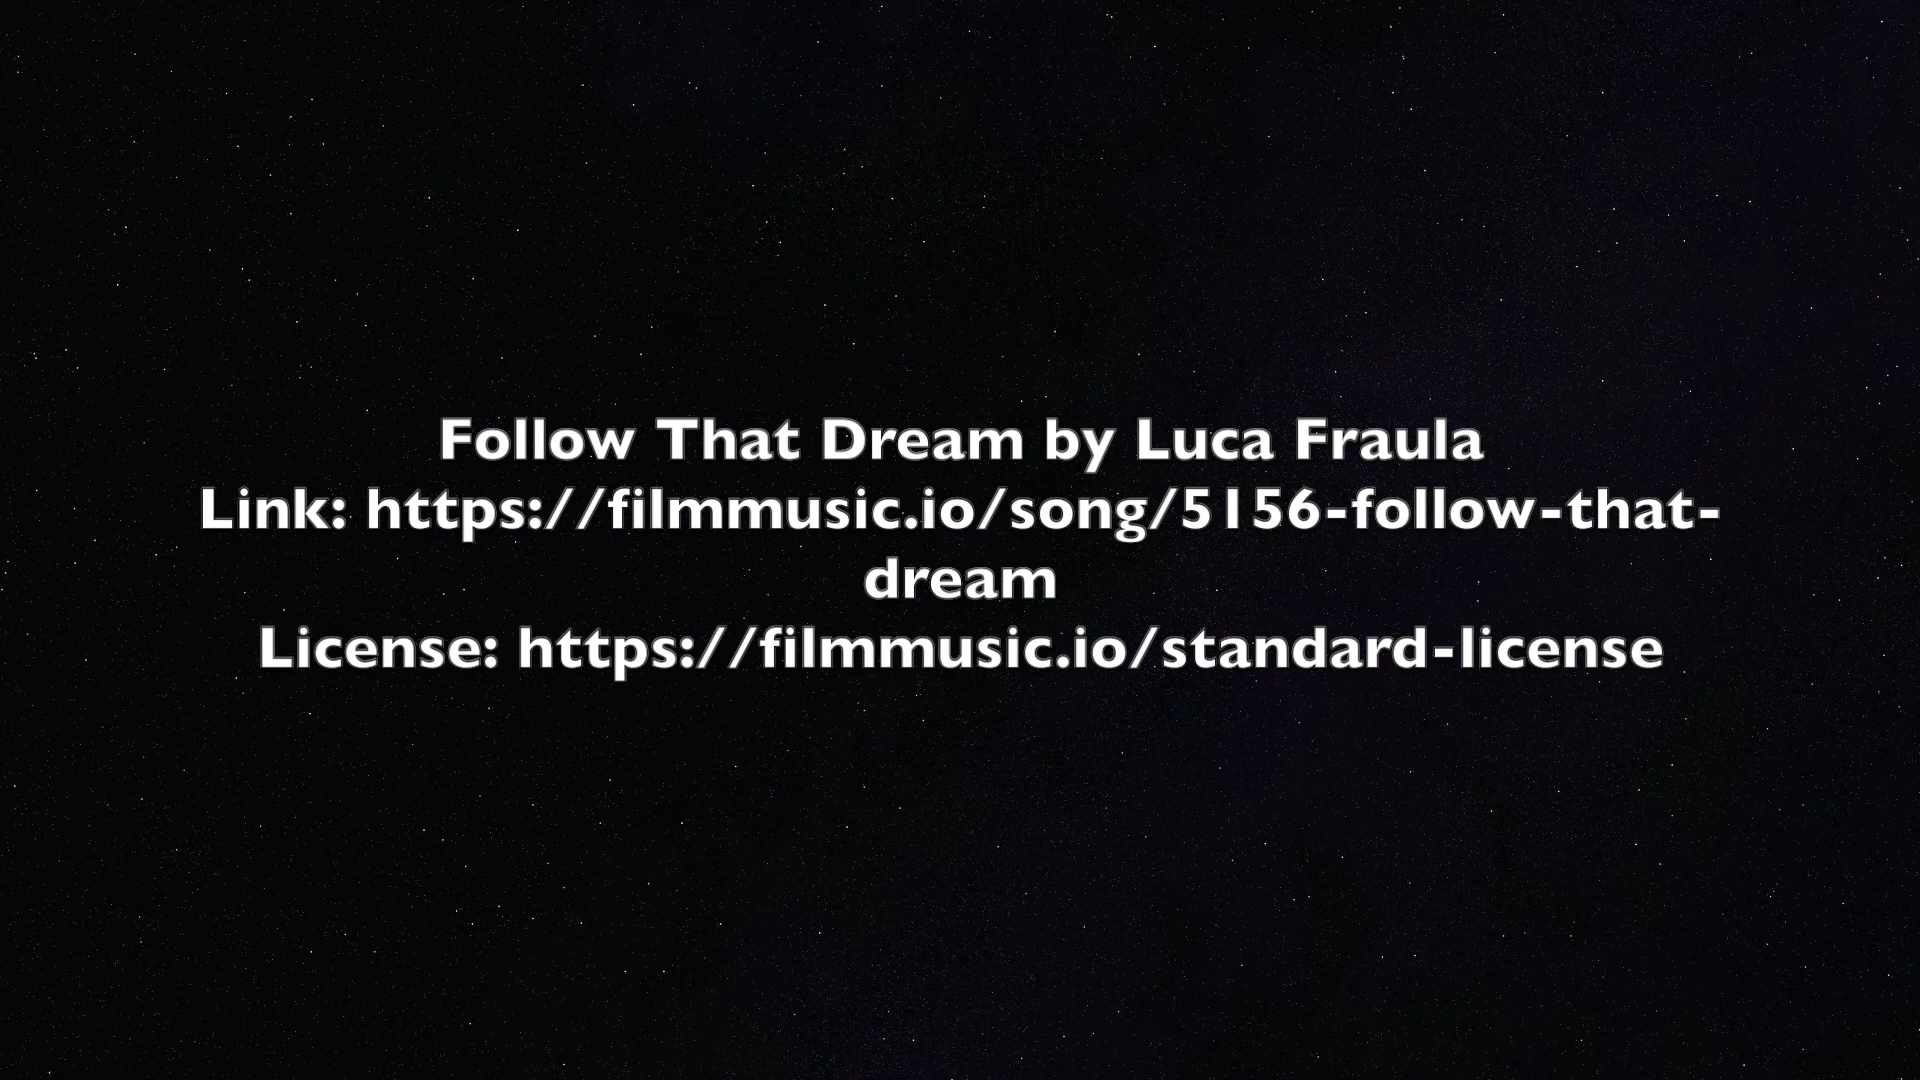 Follow That Dream by Luca Fraula
Link: https://filmmusic.io/song/5156-follow-that-
dream
License: https://filmmusic.io/standard-license